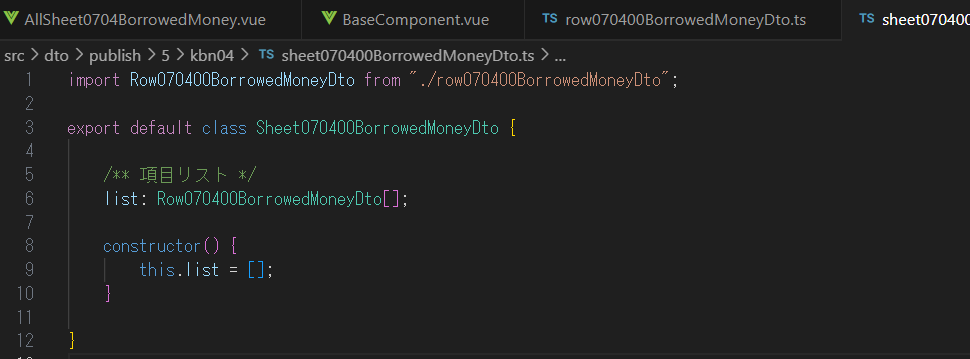 AllSheet0704BorrowedMoney.vue BaseComponent.vue TS row070400BorrowedMoneyDto.ts TS sheet070400
src > dto > publish > 5 > kbn04 > TS sheet070400BorrowedMoneyDto.ts > ...
1 import Row070400BorrowedMoneyDto from "./row070400BorrowedMoneyDto";
2
3 export default class Sheet070400BorrowedMoneyDto {
4
5 /** 項目リスト */
6 list: Row070400BorrowedMoneyDto[];
7
8 constructor() {
9 this.list = [];
10 }
11
12 }